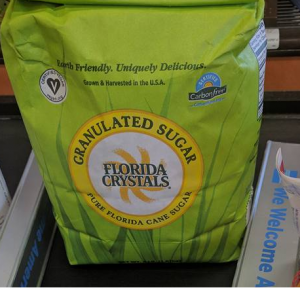 Earth Friendly. Uniquely Delicious.
Grown & Harvested in the U.S.A.
V
CERTIFIED
Carbonfree
GRANULATED SUGAR
FLORIDA
CRYSTALS
PURE FLORIDA CANE SUGAR
We Welcome A